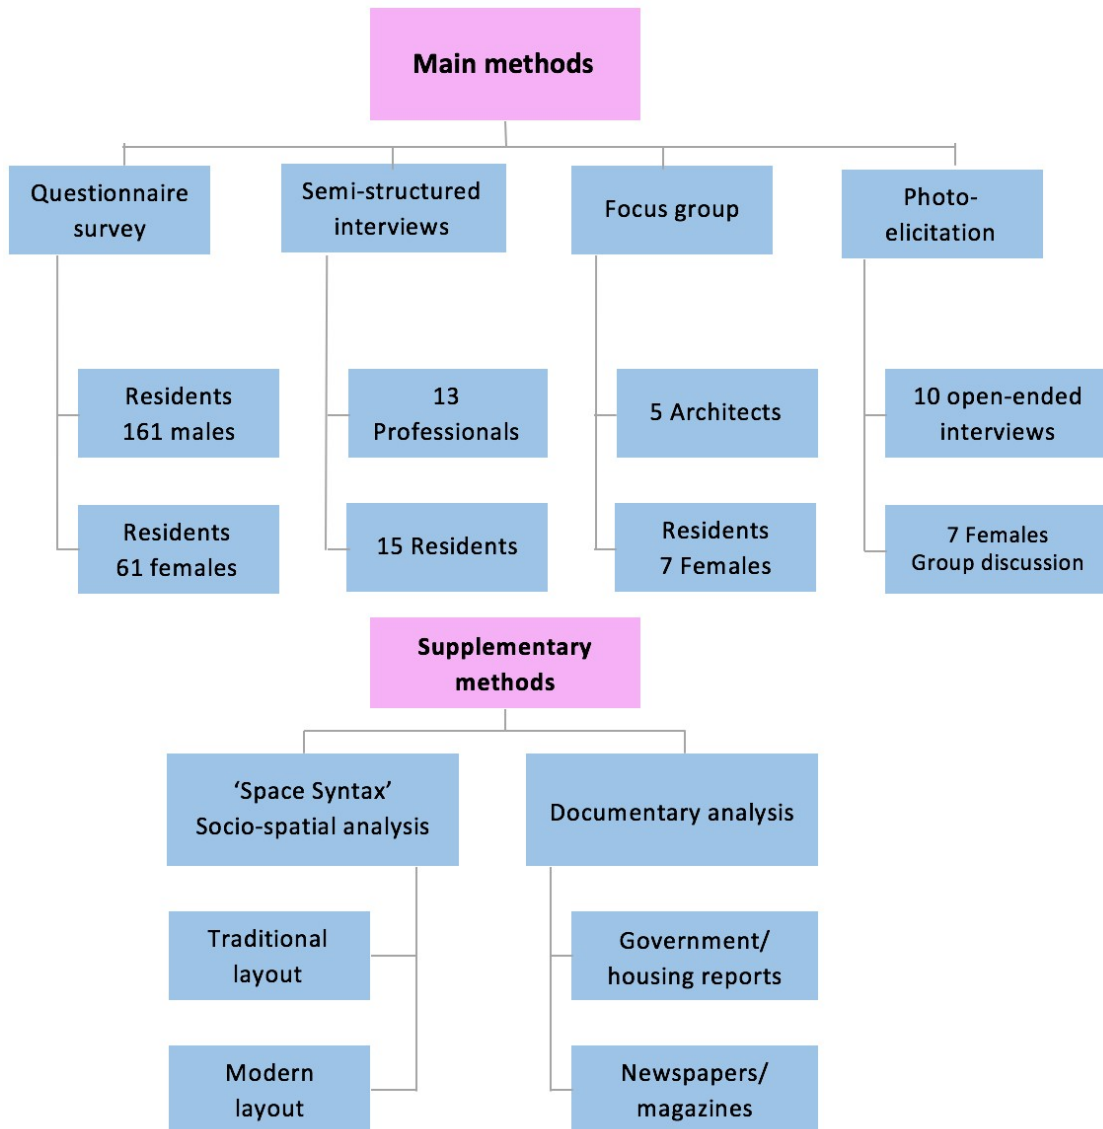 Main methods
Questionnaire
survey
Semi-structured
interviews
Focus group
Photo-
elicitation
Residents
161 males
13
Professionals
5 Architects
10 open-ended
interviews
Residents
61 females
15 Residents
Residents
7 Females
7 Females
Group discussion
Supplementary
methods
‘Space Syntax’
Socio-spatial analysis
Documentary analysis
Traditional
layout
Government/
housing reports
Modern
layout
Newspapers/
magazines